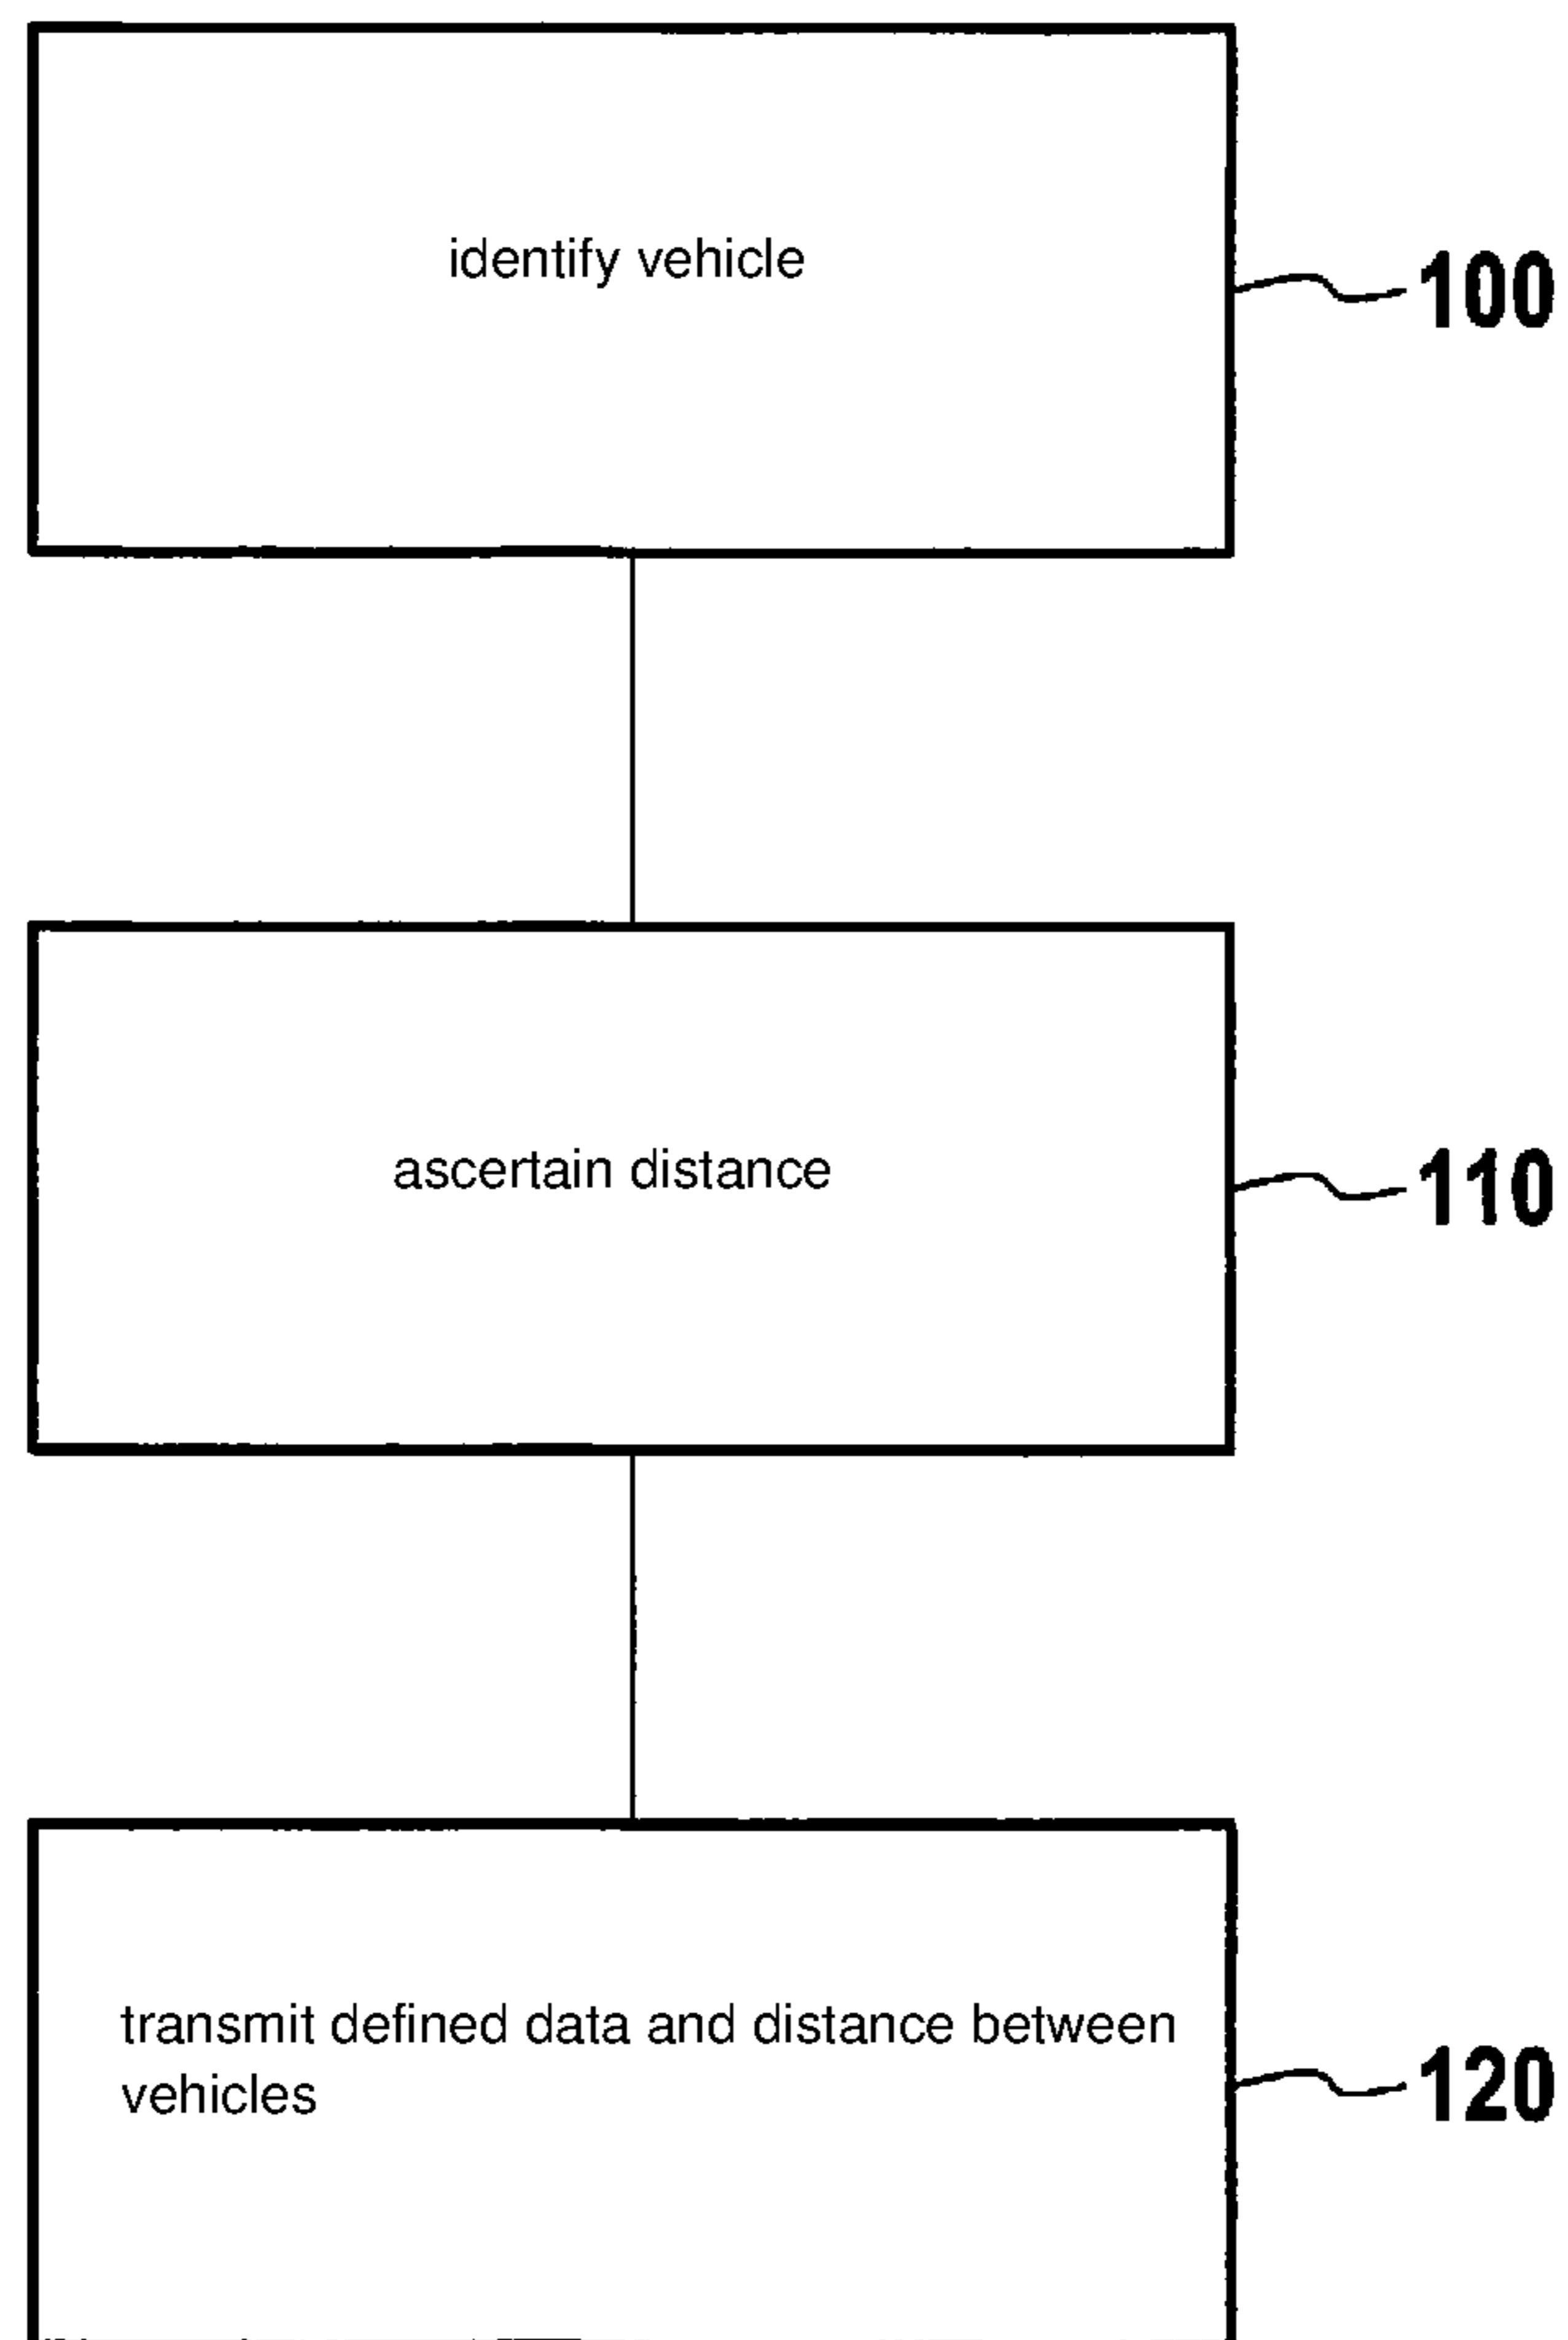 identify vehicle
100
ascertain distance
110
transmit defined data and distance between
vehicles
120